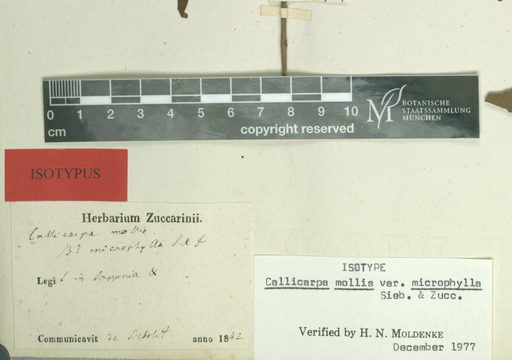 0 1 2 3 4 5 6 7 8 9 10
cm
copyright reserved
BOTANISCHE
STAATSSAMMLUNG
MÜNCHEN
ISOTYPUS
Herbarium Zuccarinii.
Callicarpa mollis
β? microphylla S & Z
Legit in Japonia
Communicavit de Siebold anno 1842
ISOTYPE
Callicarpa mollis var. microphylla
Sieb. & Zucc.
Verified by H. N. MOLDENKE
December 1977